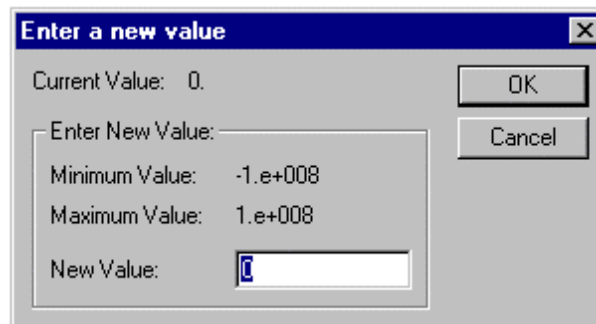 Enter a new value
Current Value: 0.
OK
Enter New Value:
Cancel
Minimum Value: -1.e+008
Maximum Value: 1.e+008
New Value: 0